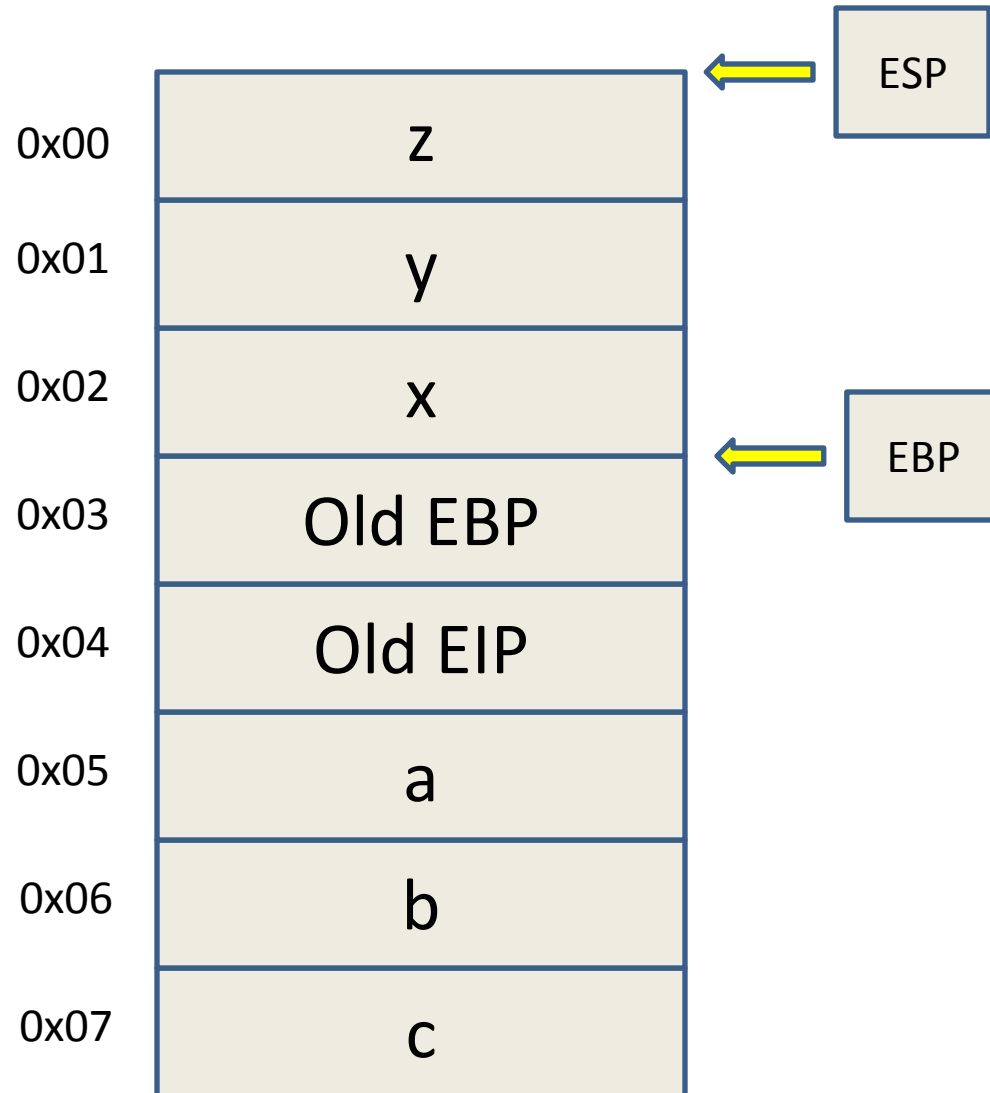 ESP
0x00 z
0x01 y
0x02 x
EBP
0x03 Old EBP
0x04 Old EIP
0x05 a
0x06 b
0x07 c